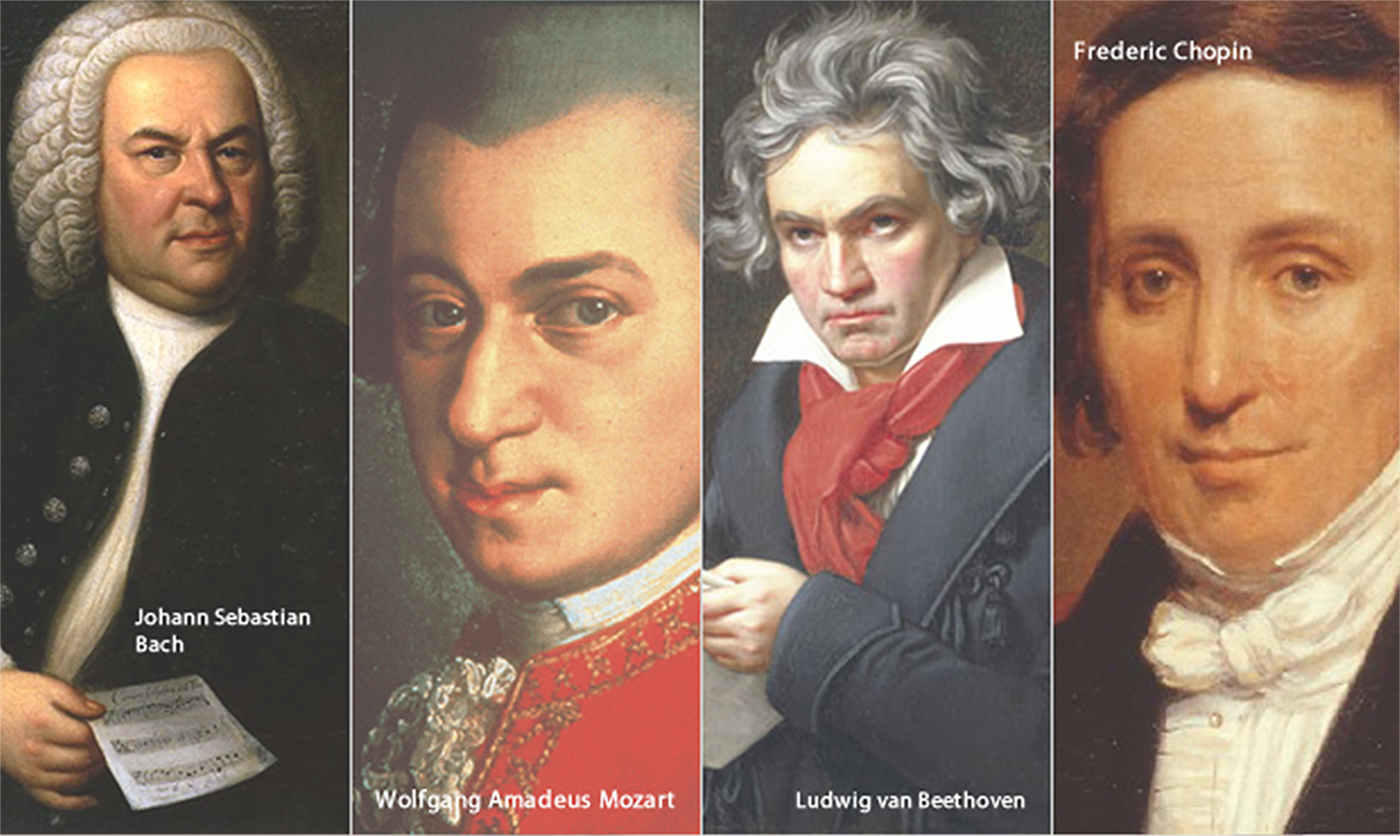 Johann Sebastian
Bach
Wolfgang Amadeus Mozart
Ludwig van Beethoven
Frederic Chopin